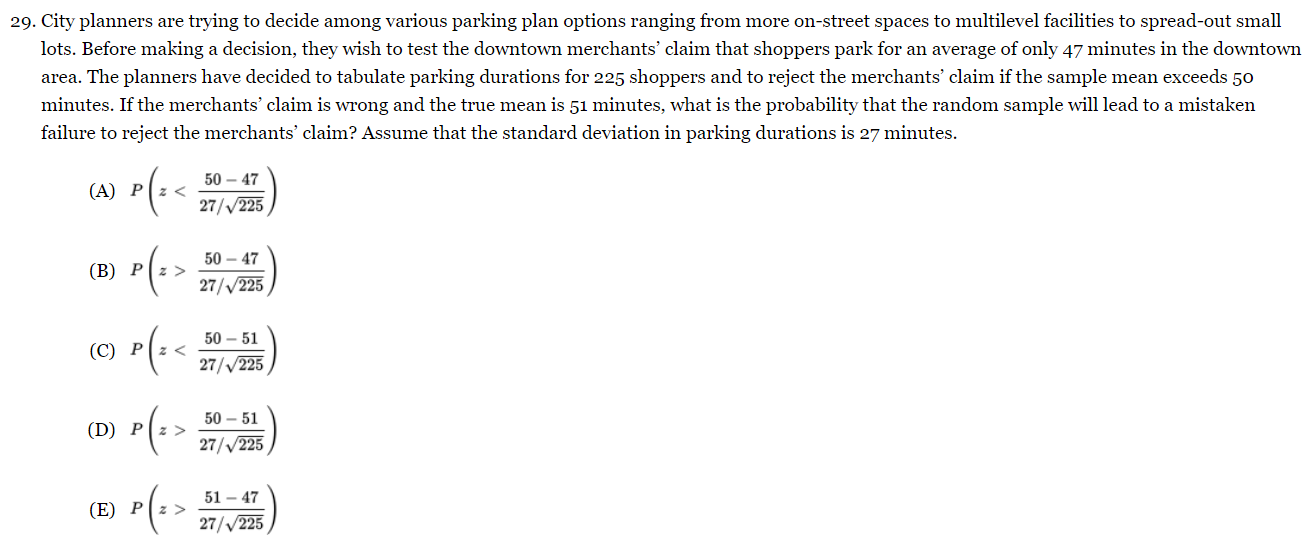 29. City planners are trying to decide among various parking plan options ranging from more on-street spaces to multilevel facilities to spread-out small
lots. Before making a decision, they wish to test the downtown merchants’ claim that shoppers park for an average of only 47 minutes in the downtown
area. The planners have decided to tabulate parking durations for 225 shoppers and to reject the merchants’ claim if the sample mean exceeds 50
minutes. If the merchants’ claim is wrong and the true mean is 51 minutes, what is the probability that the random sample will lead to a mistaken
failure to reject the merchants’ claim? Assume that the standard deviation in parking durations is 27 minutes.
(A) P(z < (50 − 47)/(27/√225))
(B) P(z > (50 − 47)/(27/√225))
(C) P(z < (50 − 51)/(27/√225))
(D) P(z > (50 − 51)/(27/√225))
(E) P(z > (51 − 47)/(27/√225))